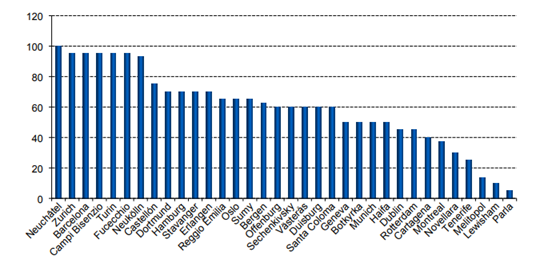 120
100
80
60
40
20
0
Neuchâtel
Zurich
Barcelona
Campi Bisenzio
Turin
Fucecchio
Neukölln
Castellón
Dortmund
Hamburg
Stavanger
Erlangen
Reggio Emilia
Oslo
Sumy
Bergen
Offenburg
Sechenkivsky
Västerås
Duisburg
Santa Coloma
Geneva
Botkyrka
Munich
Haifa
Dublin
Rotterdam
Cartagena
Montreal
Novellara
Tenerife
Melitopol
Lewisham
Paria